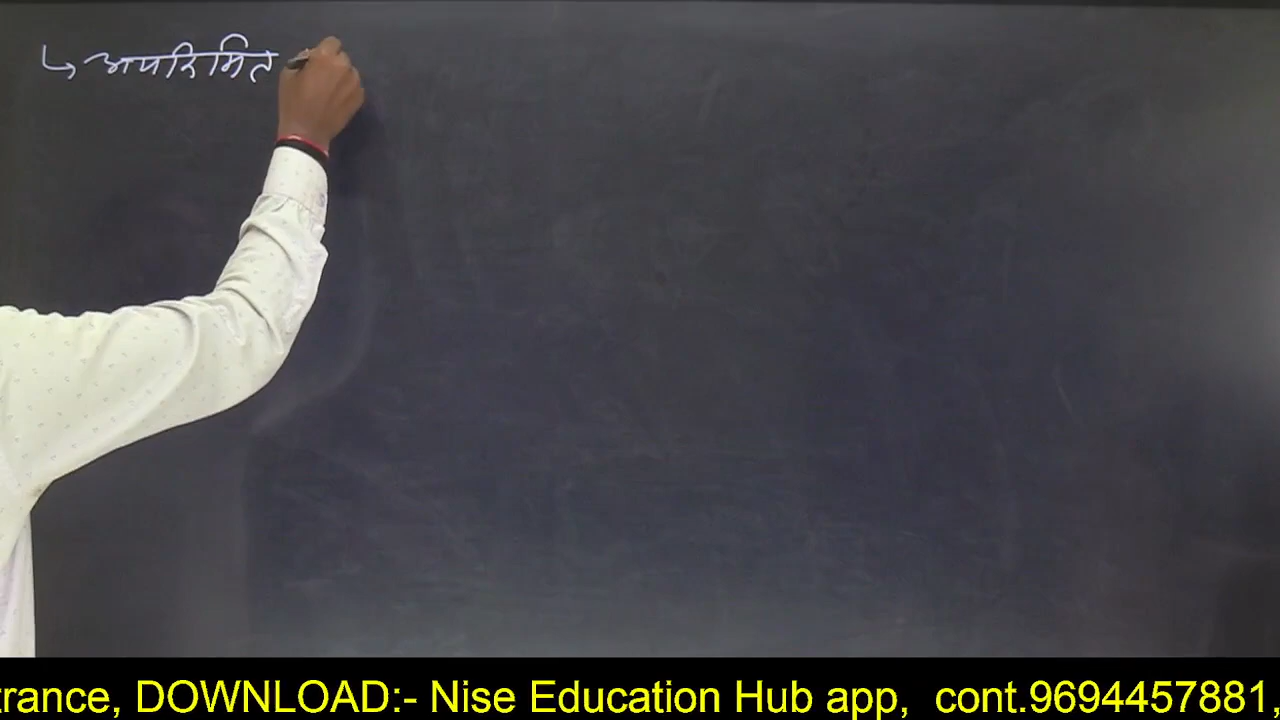 ↳ अपरिमित
trance, DOWNLOAD:- Nise Education Hub app, cont.9694457881,